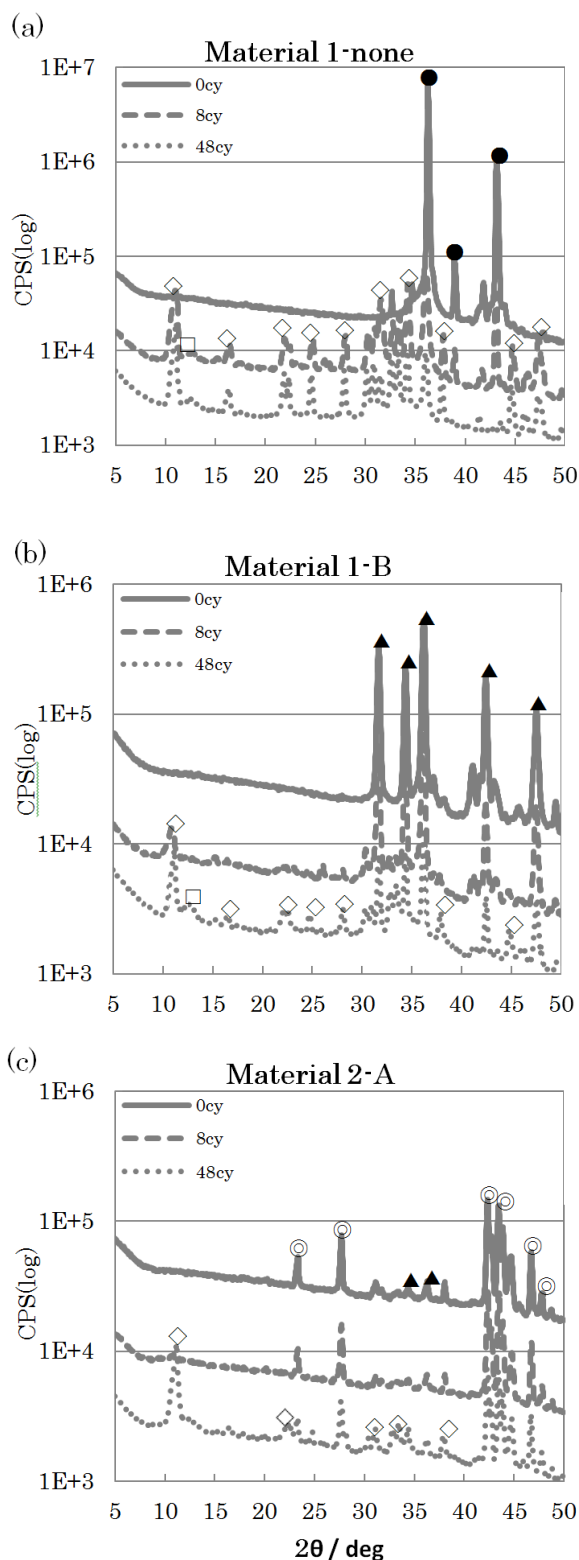 (a)
Material 1-none
1E+7
0cy
8cy
1E+6
48cy
CPS(log)
1E+5
1E+4
1E+3
5 10 15 20 25 30 35 40 45 50
(b)
Material 1-B
1E+6
0cy
8cy
48cy
1E+5
CPS(log)
1E+4
1E+3
5 10 15 20 25 30 35 40 45 50
(c)
Material 2-A
1E+6
0cy
8cy
48cy
1E+5
CPS(log)
1E+4
1E+3
5 10 15 20 25 30 35 40 45 50
2θ / deg